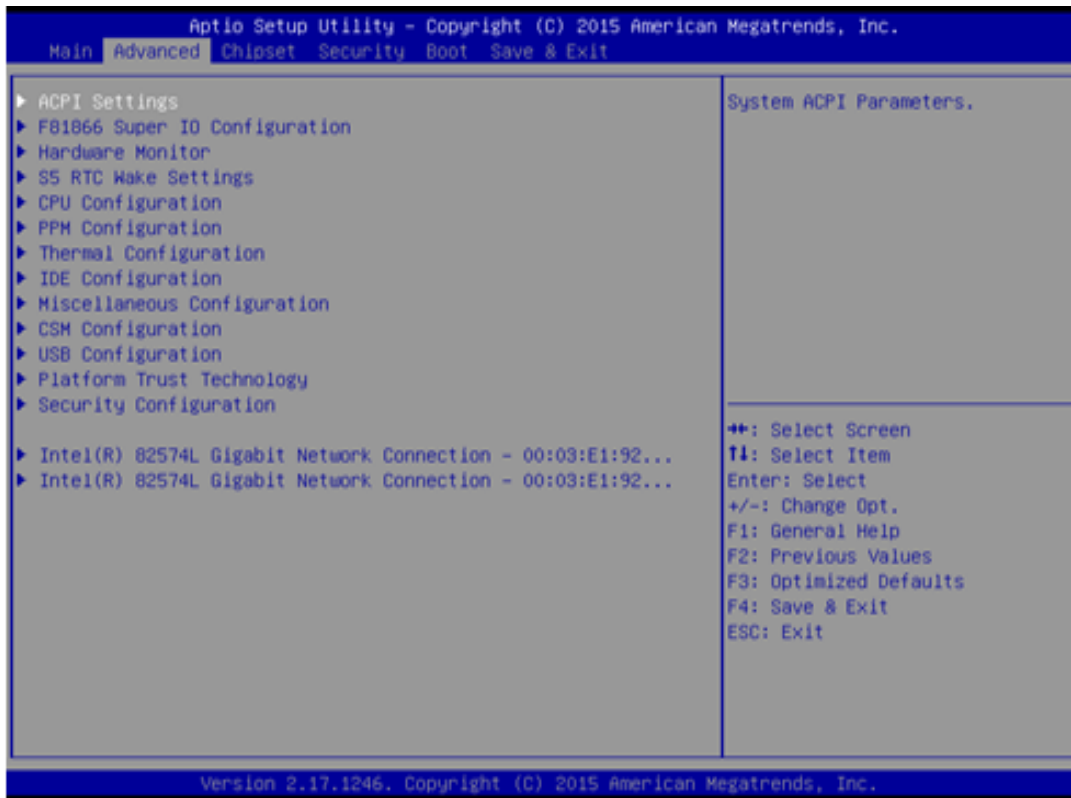 Aptio Setup Utility – Copyright (C) 2015 American Megatrends, Inc.
Main Advanced Chipset Security Boot Save & Exit
▶ ACPI Settings
▶ F81866 Super IO Configuration
▶ Hardware Monitor
▶ S5 RTC Wake Settings
▶ CPU Configuration
▶ PPM Configuration
▶ Thermal Configuration
▶ IDE Configuration
▶ Miscellaneous Configuration
▶ CSM Configuration
▶ USB Configuration
▶ Platform Trust Technology
▶ Security Configuration
▶ Intel(R) 82574L Gigabit Network Connection – 00:03:E1:92...
▶ Intel(R) 82574L Gigabit Network Connection – 00:03:E1:92...
System ACPI Parameters.
→←: Select Screen
↑↓: Select Item
Enter: Select
+/-: Change Opt.
F1: General Help
F2: Previous Values
F3: Optimized Defaults
F4: Save & Exit
ESC: Exit
Version 2.17.1246. Copyright (C) 2015 American Megatrends, Inc.